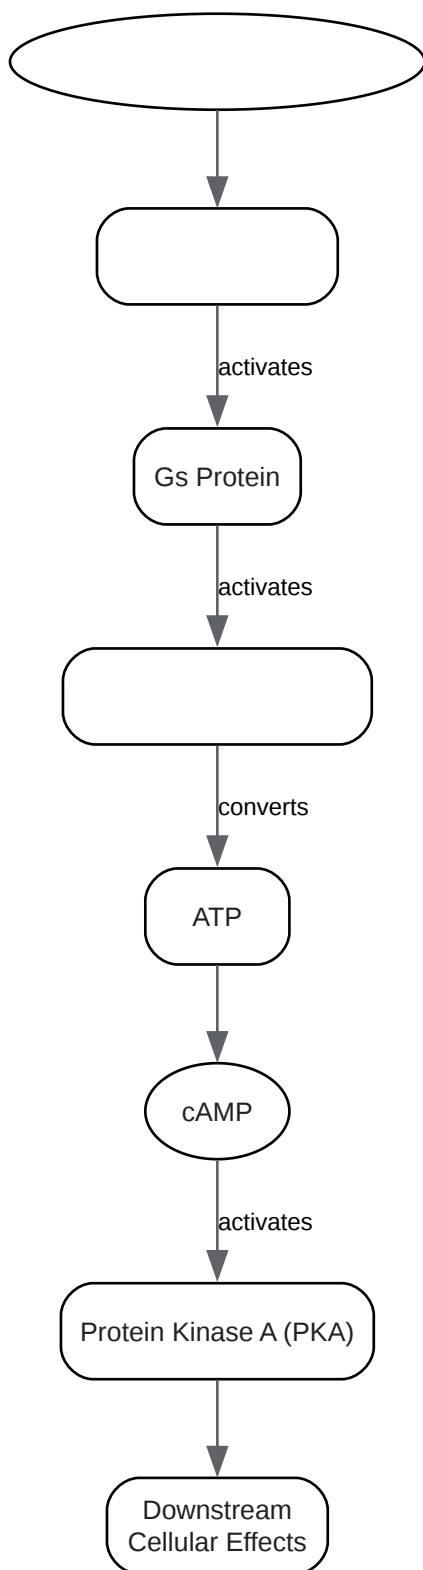 activates
Gs Protein
activates
converts
ATP
cAMP
activates
Protein Kinase A (PKA)
Downstream
Cellular Effects